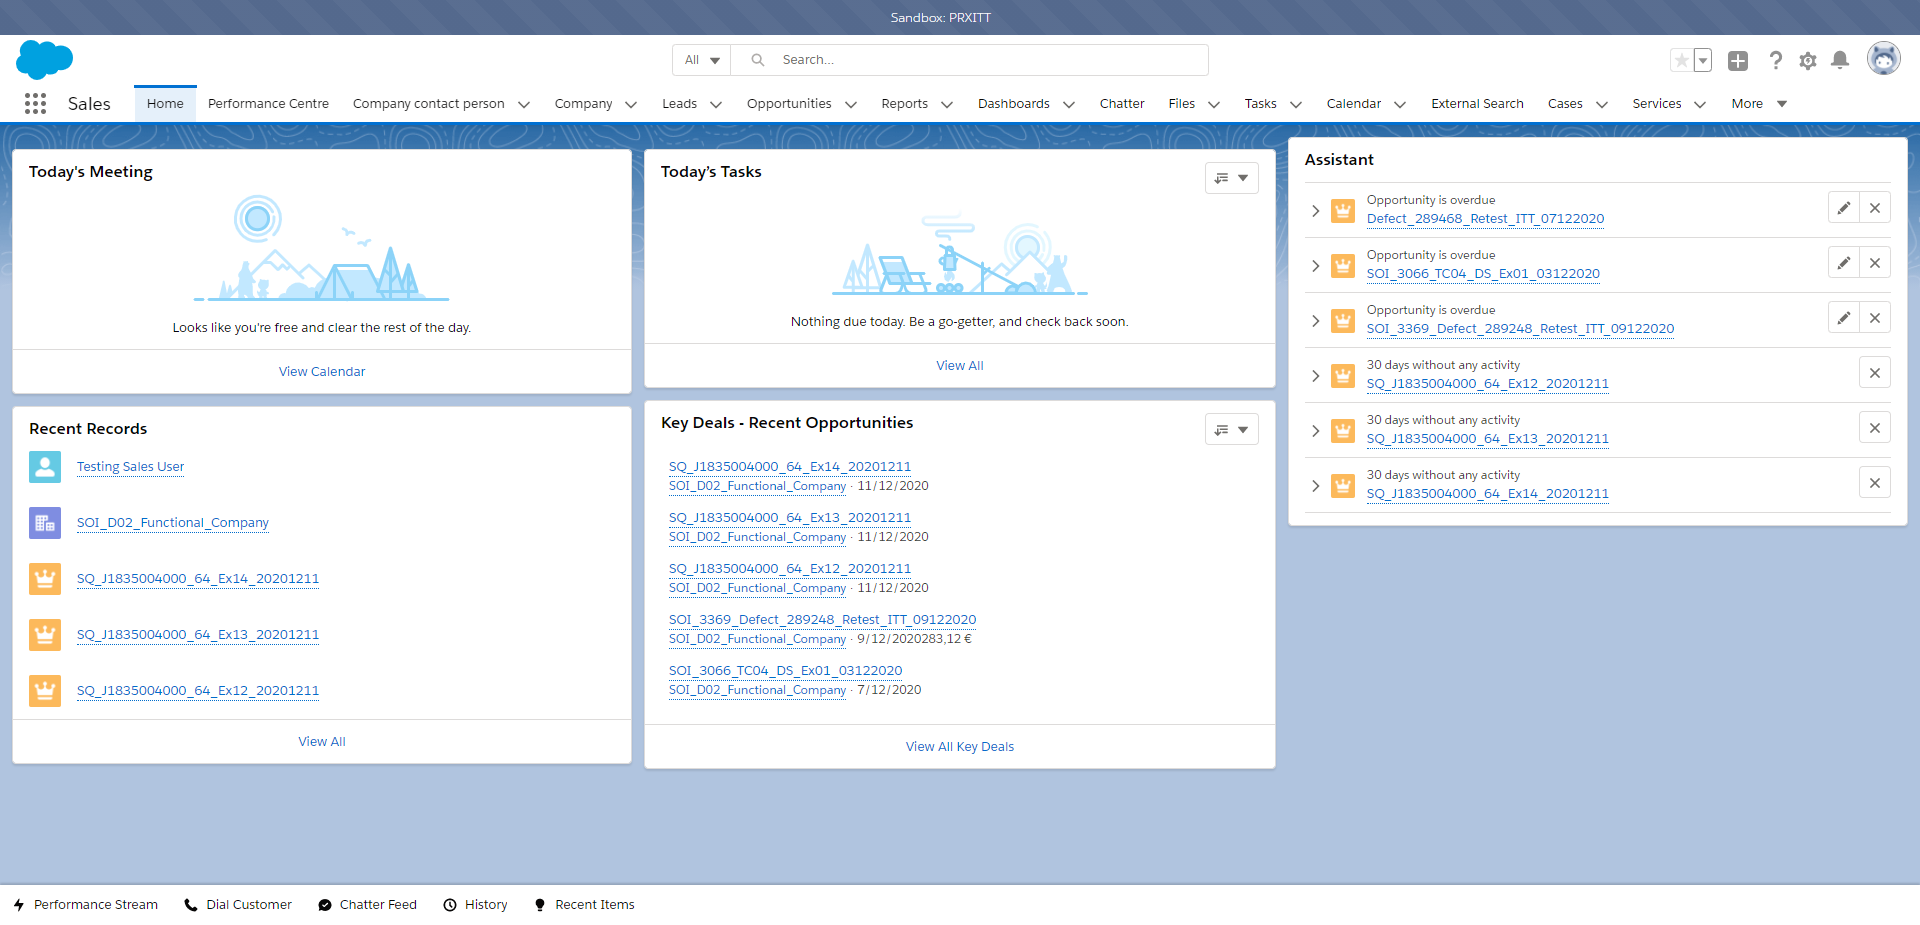 Sandbox: PRXITT
All
Search...
Sales
Home
Performance Centre
Company contact person
Company
Leads
Opportunities
Reports
Dashboards
Chatter
Files
Tasks
Calendar
External Search
Cases
Services
More
Today's Meeting
Looks like you're free and clear the rest of the day.
View Calendar
Recent Records
Testing Sales User
SOI_D02_Functional_Company
SQ_J1835004000_64_Ex14_20201211
SQ_J1835004000_64_Ex13_20201211
SQ_J1835004000_64_Ex12_20201211
View All
Today’s Tasks
Nothing due today. Be a go-getter, and check back soon.
View All
Key Deals - Recent Opportunities
SQ_J1835004000_64_Ex14_20201211
SOI_D02_Functional_Company · 11/12/2020
SQ_J1835004000_64_Ex13_20201211
SOI_D02_Functional_Company · 11/12/2020
SQ_J1835004000_64_Ex12_20201211
SOI_D02_Functional_Company · 11/12/2020
SOI_3369_Defect_289248_Retest_ITT_09122020
SOI_D02_Functional_Company · 9/12/2020283,12 €
SOI_3066_TC04_DS_Ex01_03122020
SOI_D02_Functional_Company · 7/12/2020
View All Key Deals
Assistant
Opportunity is overdue
Defect_289468_Retest_ITT_07122020
Opportunity is overdue
SOI_3066_TC04_DS_Ex01_03122020
Opportunity is overdue
SOI_3369_Defect_289248_Retest_ITT_09122020
30 days without any activity
SQ_J1835004000_64_Ex12_20201211
30 days without any activity
SQ_J1835004000_64_Ex13_20201211
30 days without any activity
SQ_J1835004000_64_Ex14_20201211
Performance Stream
Dial Customer
Chatter Feed
History
Recent Items